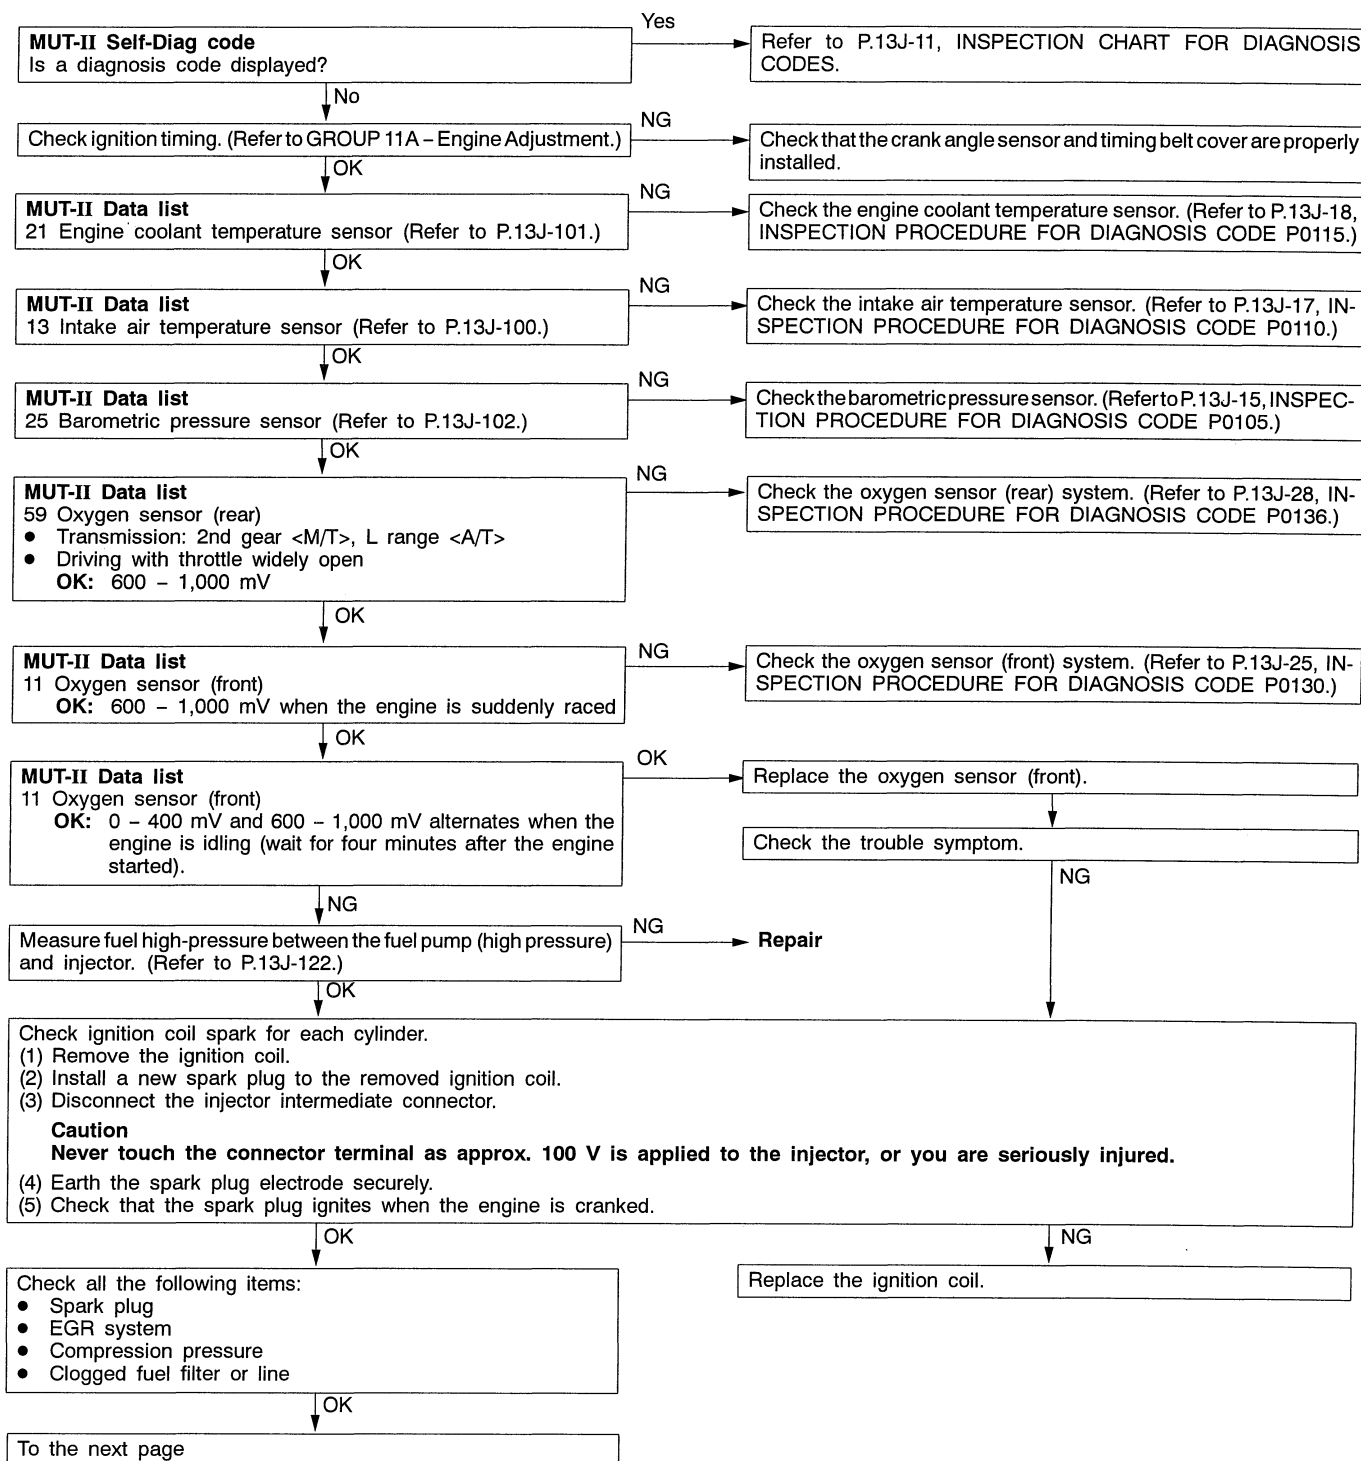 MUT-II Self-Diag code
Is a diagnosis code displayed?
Yes
Refer to P.13J-11, INSPECTION CHART FOR DIAGNOSIS
CODES.
No
Check ignition timing. (Refer to GROUP 11A – Engine Adjustment.)
NG
Check that the crank angle sensor and timing belt cover are properly
installed.
OK
MUT-II Data list
21 Engine coolant temperature sensor (Refer to P.13J-101.)
NG
Check the engine coolant temperature sensor. (Refer to P.13J-18,
INSPECTION PROCEDURE FOR DIAGNOSIS CODE P0115.)
OK
MUT-II Data list
13 Intake air temperature sensor (Refer to P.13J-100.)
NG
Check the intake air temperature sensor. (Refer to P.13J-17, IN-
SPECTION PROCEDURE FOR DIAGNOSIS CODE P0110.)
OK
MUT-II Data list
25 Barometric pressure sensor (Refer to P.13J-102.)
NG
Check the barometric pressure sensor. (Refer to P.13J-15, INSPEC-
TION PROCEDURE FOR DIAGNOSIS CODE P0105.)
OK
MUT-II Data list
59 Oxygen sensor (rear)
● Transmission: 2nd gear <M/T>, L range <A/T>
● Driving with throttle widely open
OK: 600 – 1,000 mV
NG
Check the oxygen sensor (rear) system. (Refer to P.13J-28, IN-
SPECTION PROCEDURE FOR DIAGNOSIS CODE P0136.)
OK
MUT-II Data list
11 Oxygen sensor (front)
OK: 600 – 1,000 mV when the engine is suddenly raced
NG
Check the oxygen sensor (front) system. (Refer to P.13J-25, IN-
SPECTION PROCEDURE FOR DIAGNOSIS CODE P0130.)
OK
MUT-II Data list
11 Oxygen sensor (front)
OK: 0 – 400 mV and 600 – 1,000 mV alternates when the
engine is idling (wait for four minutes after the engine
started).
OK
Replace the oxygen sensor (front).
Check the trouble symptom.
NG
NG
Measure fuel high-pressure between the fuel pump (high pressure)
and injector. (Refer to P.13J-122.)
NG
Repair
OK
Check ignition coil spark for each cylinder.
(1) Remove the ignition coil.
(2) Install a new spark plug to the removed ignition coil.
(3) Disconnect the injector intermediate connector.
Caution
Never touch the connector terminal as approx. 100 V is applied to the injector, or you are seriously injured.
(4) Earth the spark plug electrode securely.
(5) Check that the spark plug ignites when the engine is cranked.
OK
NG
Check all the following items:
● Spark plug
● EGR system
● Compression pressure
● Clogged fuel filter or line
Replace the ignition coil.
OK
To the next page